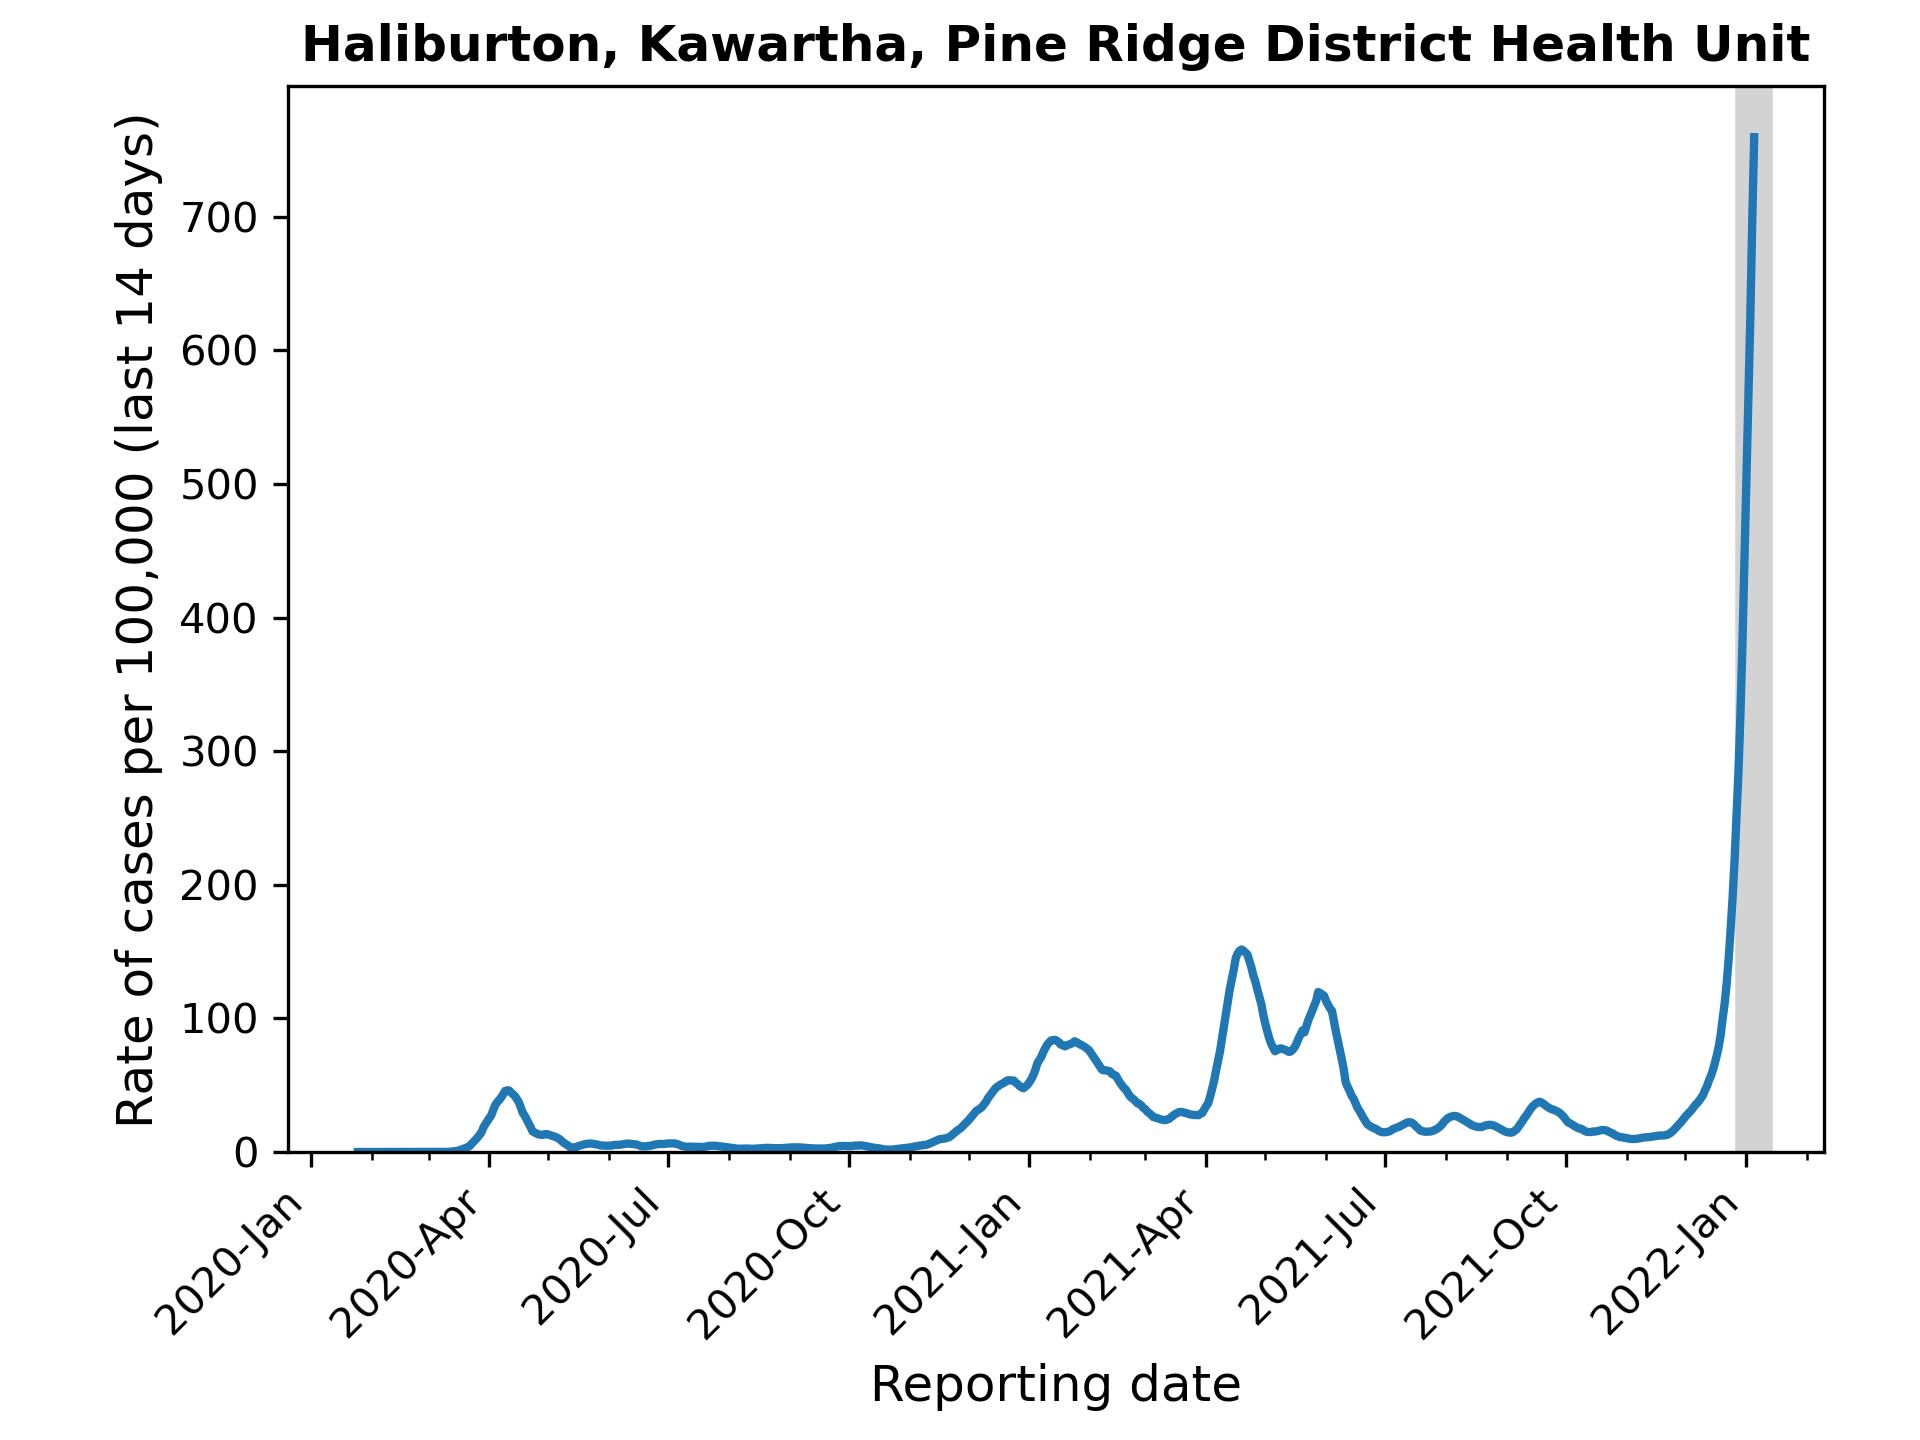 Haliburton, Kawartha, Pine Ridge District Health Unit
Rate of cases per 100,000 (last 14 days)
700
600
500
400
300
200
100
0
2020-Jan
2020-Apr
2020-Jul
2020-Oct
2021-Jan
2021-Apr
2021-Jul
2021-Oct
2022-Jan
Reporting date